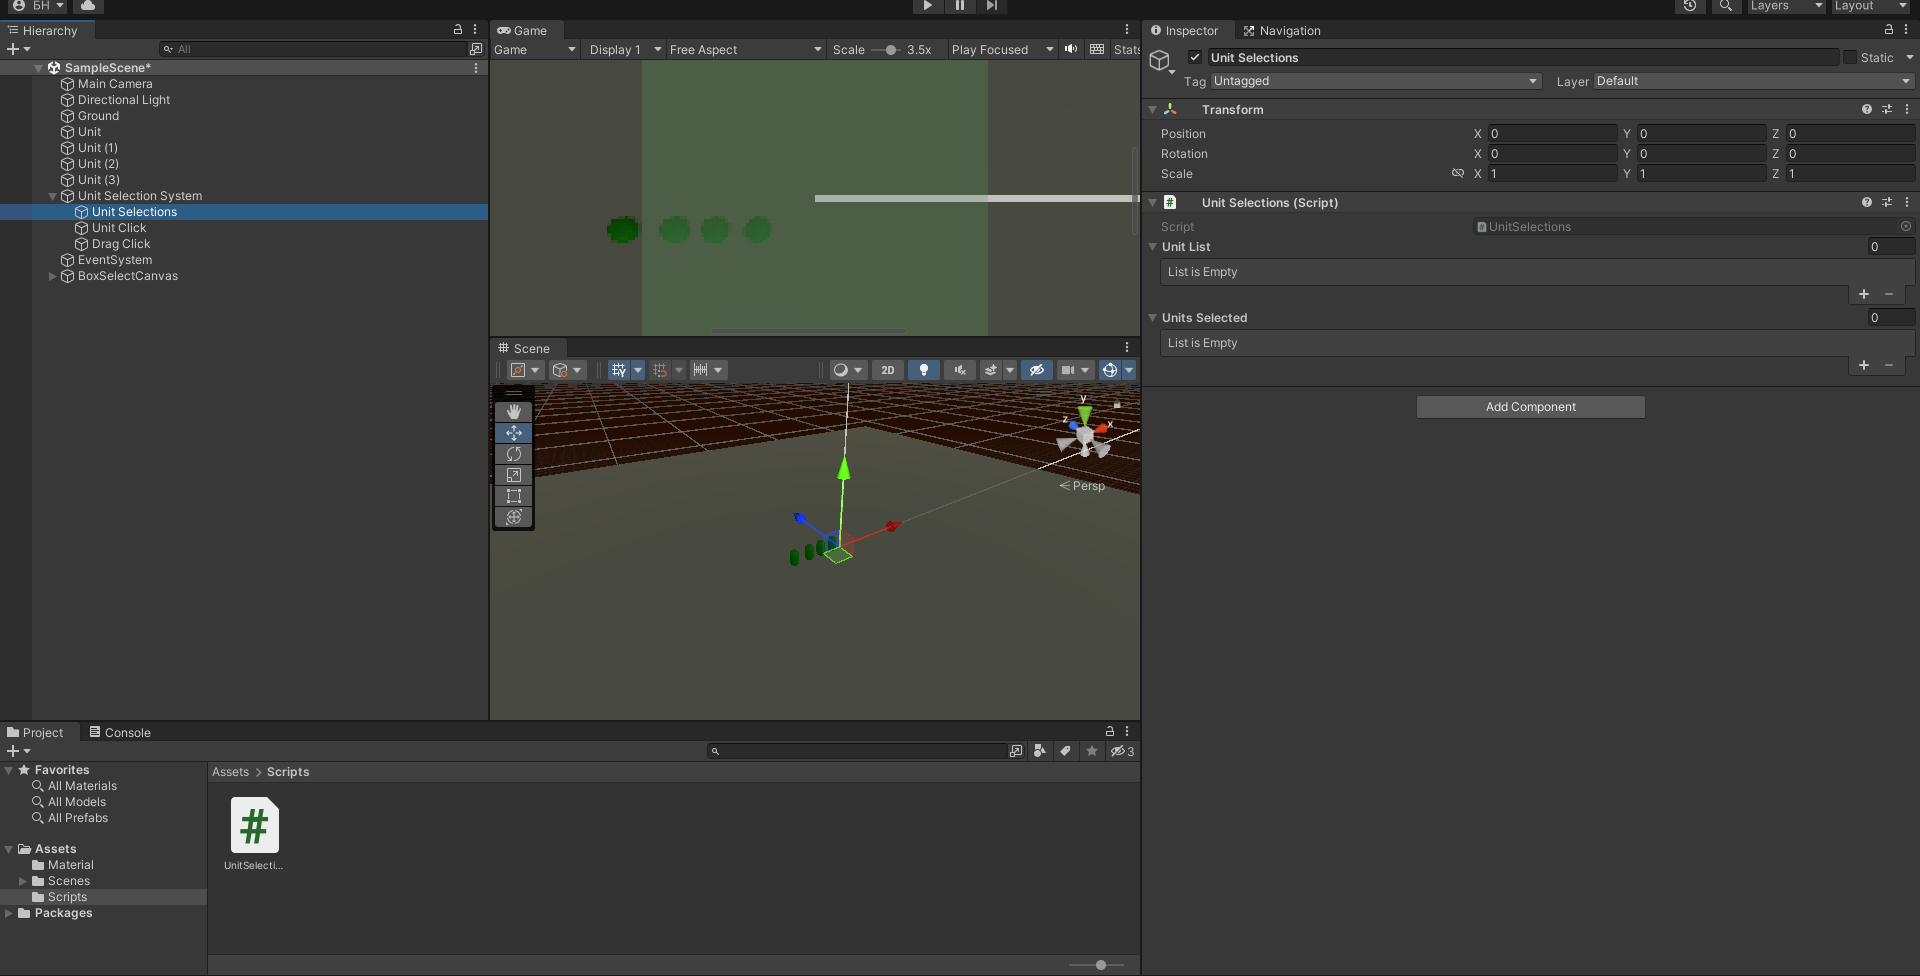 БН
Layers
Layout
Hierarchy
All
SampleScene*
Main Camera
Directional Light
Ground
Unit
Unit (1)
Unit (2)
Unit (3)
Unit Selection System
Unit Selections
Unit Click
Drag Click
EventSystem
BoxSelectCanvas
Game
Game
Display 1
Free Aspect
Scale
3.5x
Play Focused
Stats
Scene
2D
y
z
x
Persp
Inspector
Navigation
Unit Selections
Static
Tag
Untagged
Layer
Default
Transform
Position
X
0
Y
0
Z
0
Rotation
X
0
Y
0
Z
0
Scale
X
1
Y
1
Z
1
#
Unit Selections (Script)
Script
UnitSelections
Unit List
0
List is Empty
Units Selected
0
List is Empty
Add Component
Project
Console
3
Favorites
All Materials
All Models
All Prefabs
Assets
Material
Scenes
Scripts
Packages
Assets > Scripts
#
UnitSelecti...